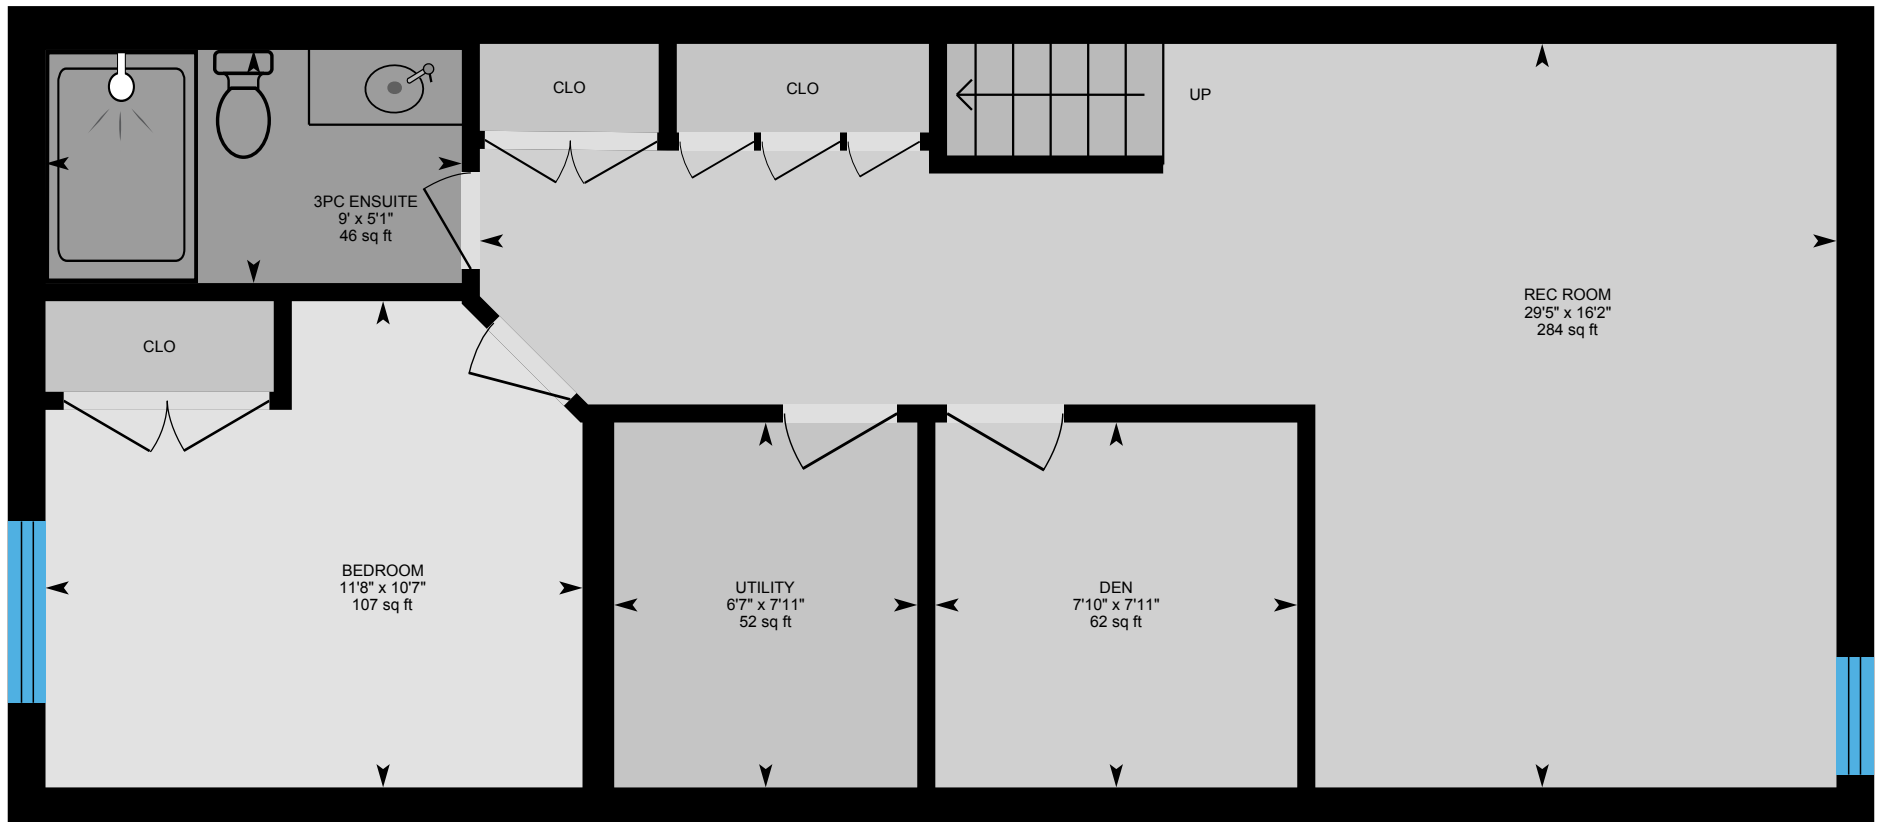 CLO
CLO
UP
3PC ENSUITE
9' x 5'1"
46 sq ft
REC ROOM
29'5" x 16'2"
284 sq ft
CLO
BEDROOM
11'8" x 10'7"
107 sq ft
UTILITY
6'7" x 7'11"
52 sq ft
DEN
7'10" x 7'11"
62 sq ft